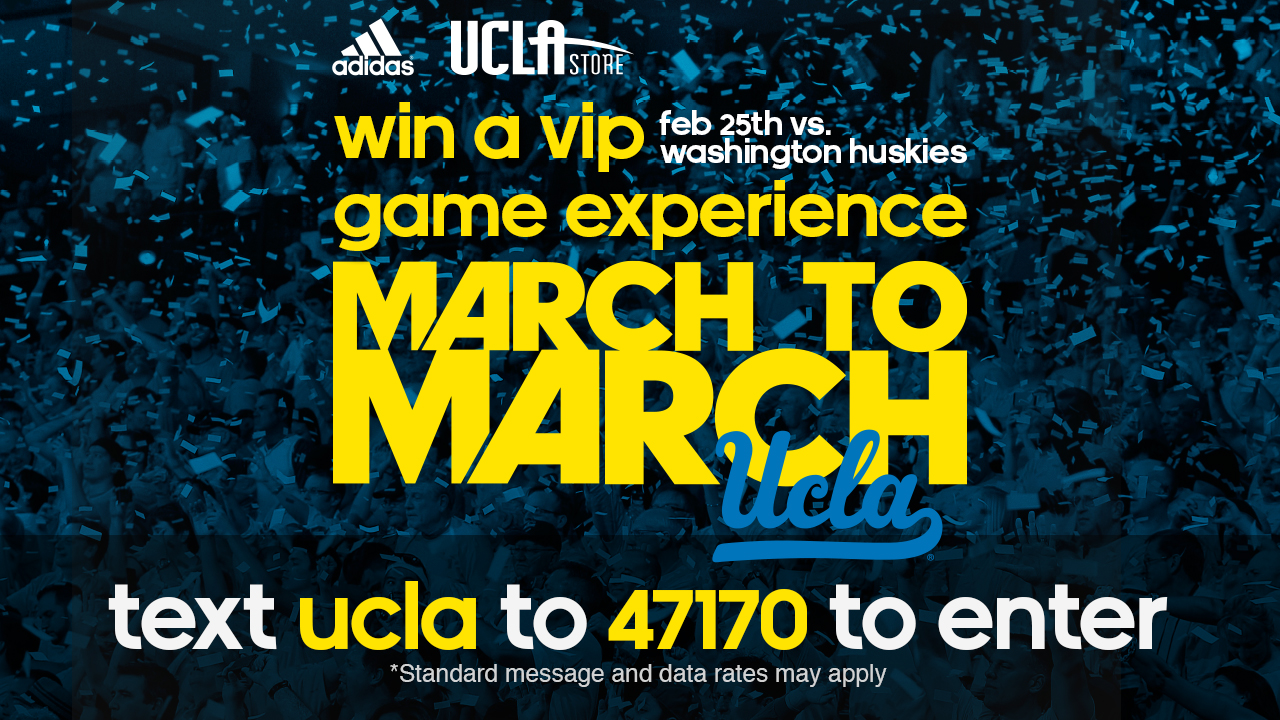 adidas
UCLA STORE
win a vip
feb 25th vs.
washington huskies
game experience
MARCH TO
MARCH
Ucla
®
text ucla to 47170 to enter
*Standard message and data rates may apply